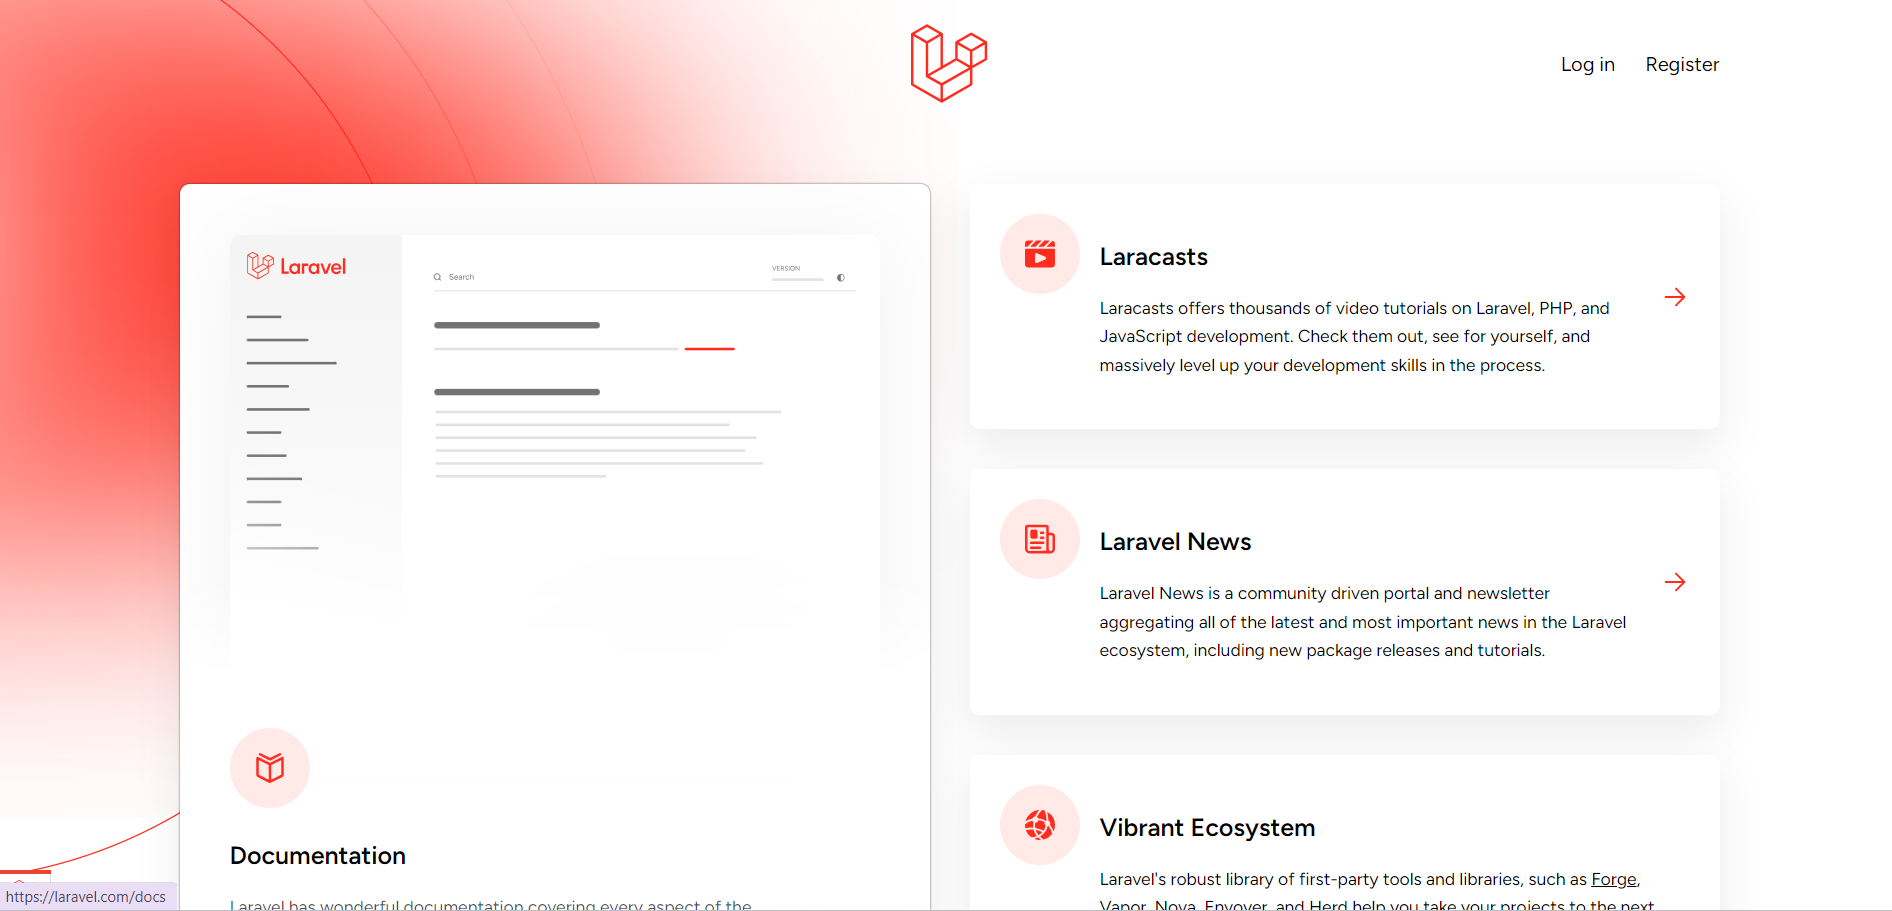 Log in
Register
Laravel
Search
VERSION
Documentation
Laravel has wonderful documentation covering every aspect of the
Laracasts
Laracasts offers thousands of video tutorials on Laravel, PHP, and
JavaScript development. Check them out, see for yourself, and
massively level up your development skills in the process.
Laravel News
Laravel News is a community driven portal and newsletter
aggregating all of the latest and most important news in the Laravel
ecosystem, including new package releases and tutorials.
Vibrant Ecosystem
Laravel's robust library of first-party tools and libraries, such as Forge,
Vapor, Nova, Envoyer, and Herd help you take your projects to the next
https://laravel.com/docs